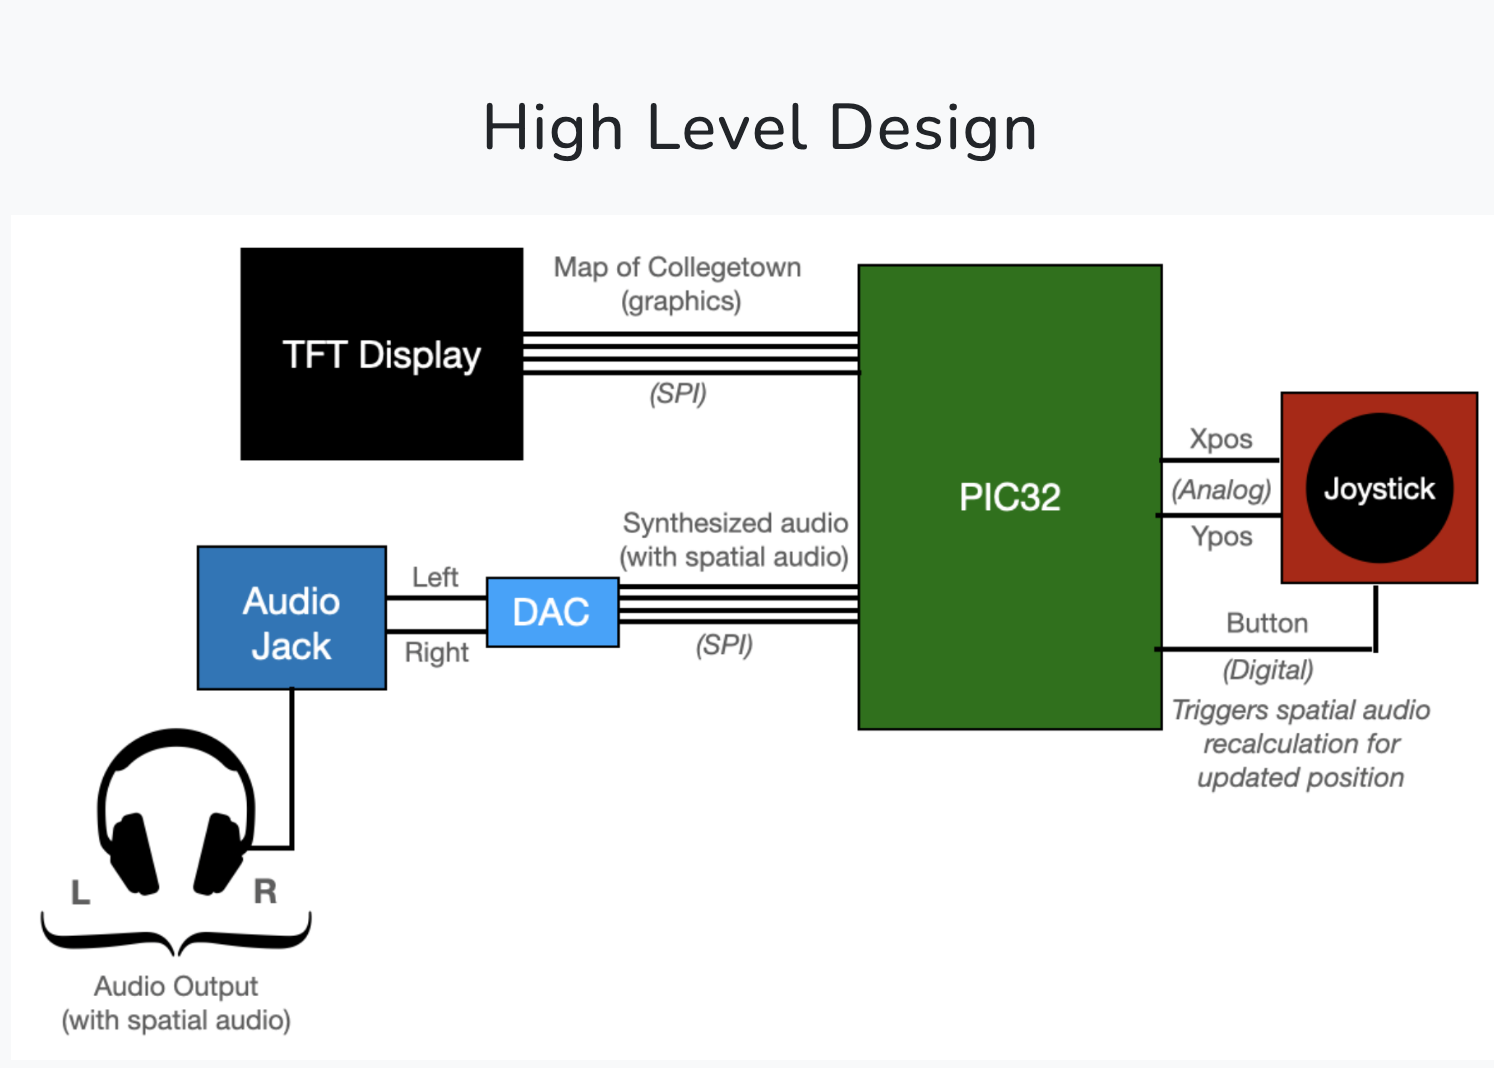 High Level Design
Map of Collegetown
(graphics)
TFT Display
(SPI)
PIC32
Xpos
(Analog)
Ypos
Joystick
Synthesized audio
(with spatial audio)
Audio
Jack
Left
Right
DAC
(SPI)
Button
(Digital)
Triggers spatial audio
recalculation for
updated position
L
R
Audio Output
(with spatial audio)